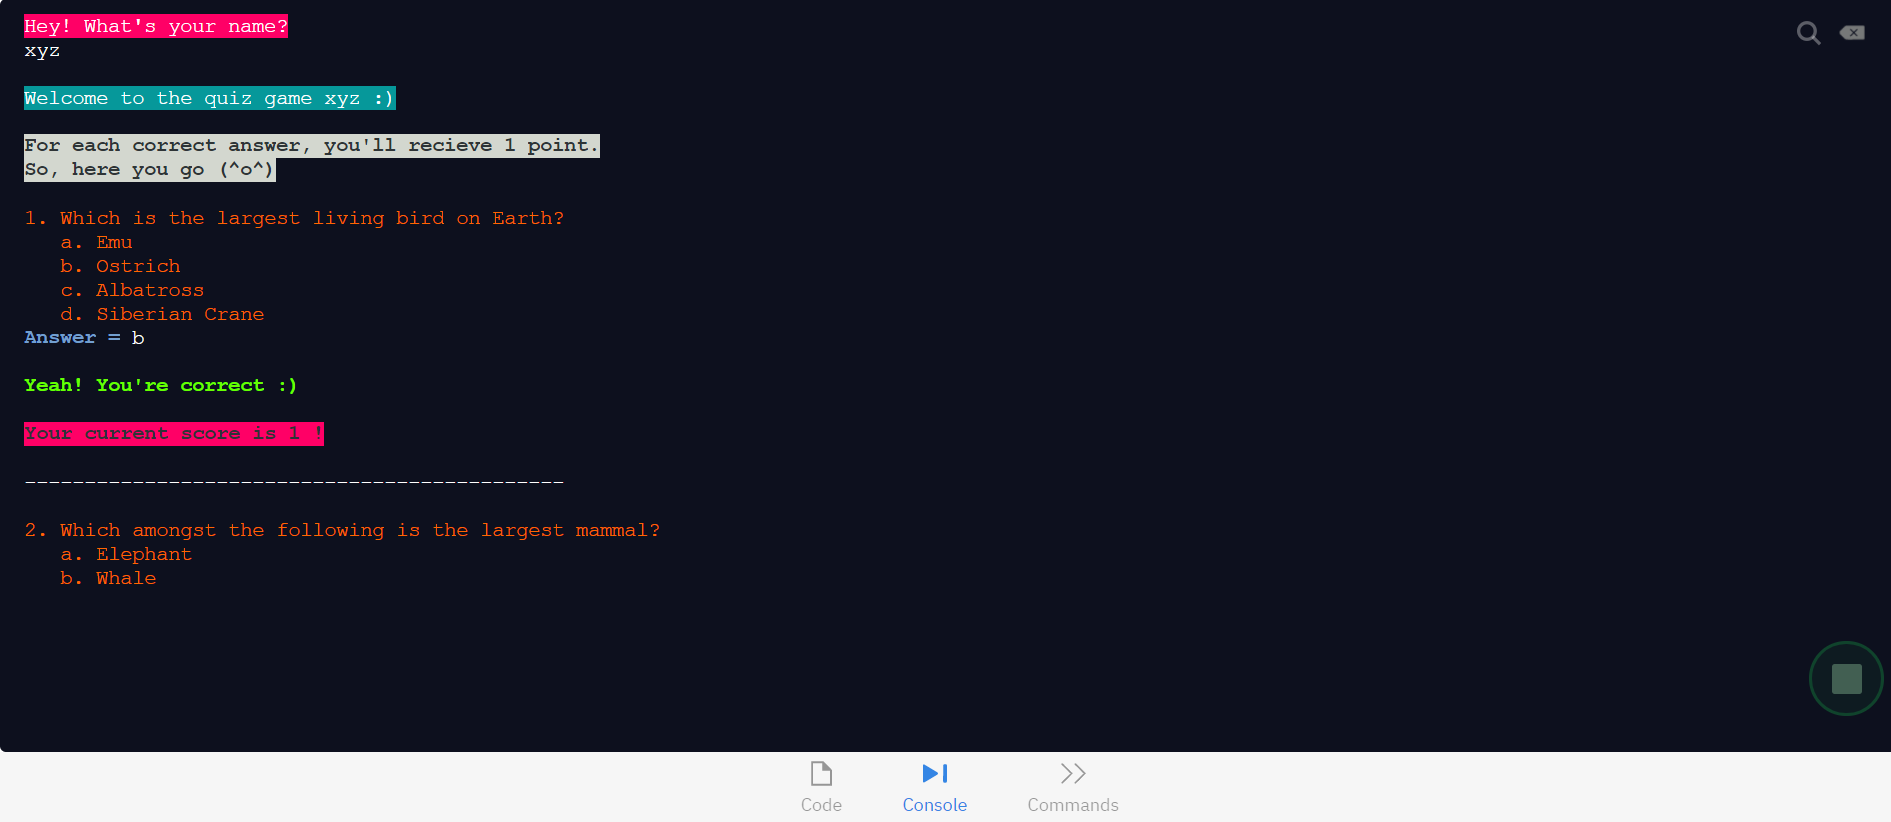 Hey! What's your name?
xyz
Welcome to the quiz game xyz :)
For each correct answer, you'll recieve 1 point.
So, here you go (^o^)
1. Which is the largest living bird on Earth?
a. Emu
b. Ostrich
c. Albatross
d. Siberian Crane
Answer = b
Yeah! You're correct :)
Your current score is 1 !
---------------------------------------------
2. Which amongst the following is the largest mammal?
a. Elephant
b. Whale
Code Console Commands